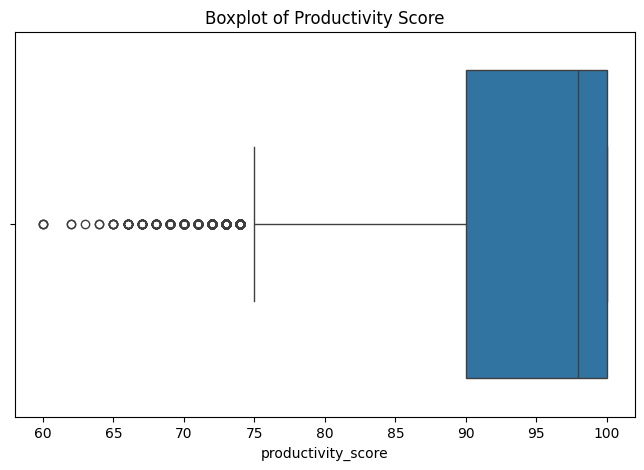 Boxplot of Productivity Score
60 65 70 75 80 85 90 95 100
productivity_score